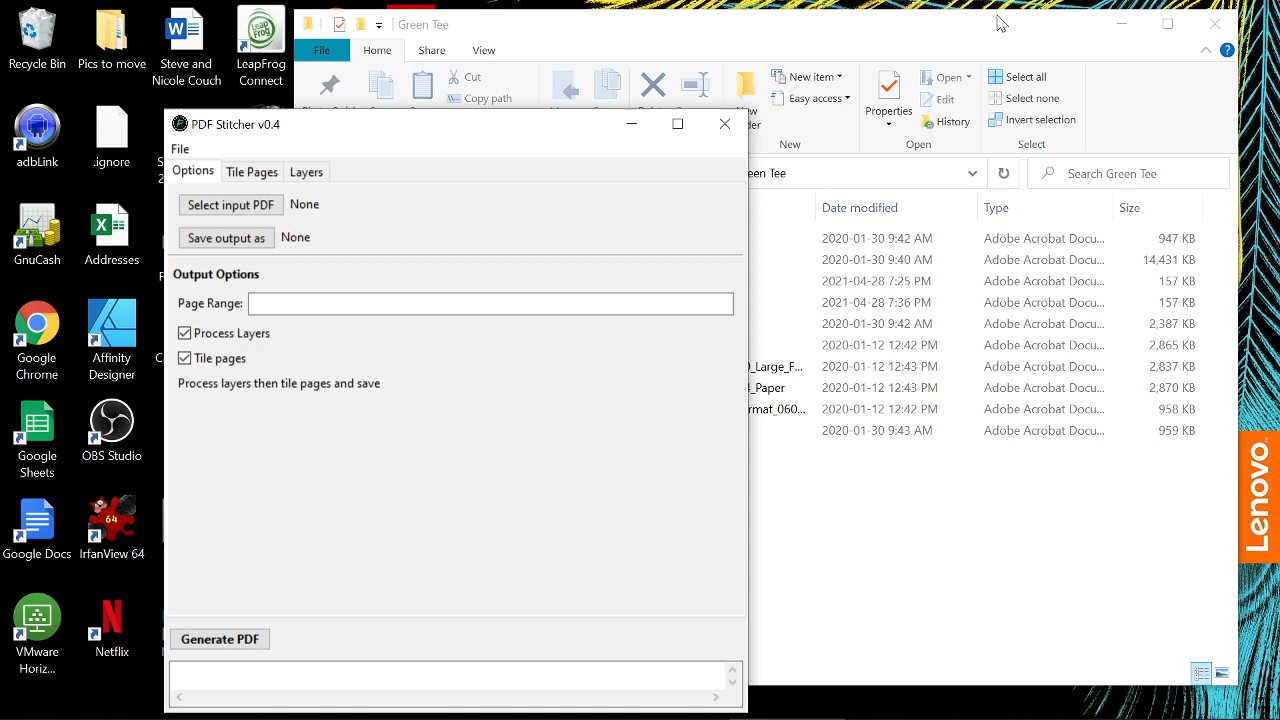 Recycle Bin
Pics to move
Steve and
Nicole Couch
Leap
Frog
LeapFrog
Connect
adbLink
.ignore
GnuCash
Addresses
Google
Chrome
Affinity
Designer
Google
Sheets
OBS Studio
Google Docs
64
IrfanView 64
VMware
Horiz...
Netflix
Green Tee
File
Home
Share
View
Cut
Copy path
New item
Easy access
New
Properties
Open
Edit
History
Open
Select all
Select none
Invert selection
Select
een Tee
Search Green Tee
Date modified
Type
Size
2020-01-30 9:42 AM Adobe Acrobat Docu... 947 KB
2020-01-30 9:40 AM Adobe Acrobat Docu... 14,431 KB
2021-04-28 7:25 PM Adobe Acrobat Docu... 157 KB
2021-04-28 7:36 PM Adobe Acrobat Docu... 157 KB
2020-01-30 9:42 AM Adobe Acrobat Docu... 2,387 KB
2020-01-12 12:42 PM Adobe Acrobat Docu... 2,865 KB
_Large_F... 2020-01-12 12:43 PM Adobe Acrobat Docu... 2,837 KB
_Paper 2020-01-12 12:43 PM Adobe Acrobat Docu... 2,870 KB
rmat_060... 2020-01-12 12:42 PM Adobe Acrobat Docu... 958 KB
2020-01-30 9:43 AM Adobe Acrobat Docu... 959 KB
PDF Stitcher v0.4
File
Options
Tile Pages
Layers
Select input PDF None
Save output as None
Output Options
Page Range:
Process Layers
Tile pages
Process layers then tile pages and save
Generate PDF
Lenovo